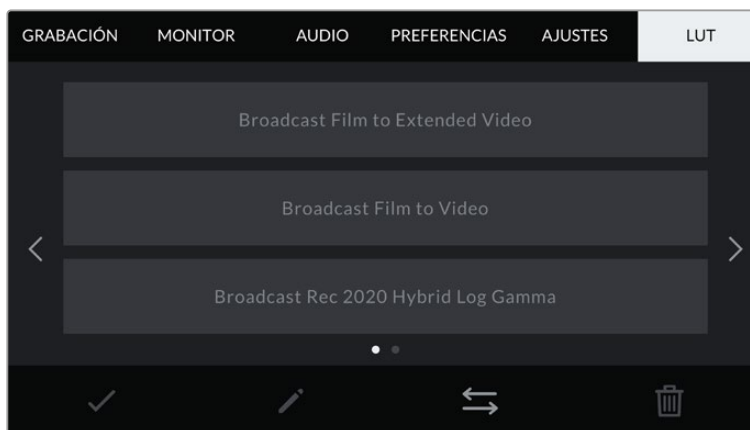 GRABACIÓN MONITOR AUDIO PREFERENCIAS AJUSTES LUT
Broadcast Film to Extended Video
Broadcast Film to Video
Broadcast Rec 2020 Hybrid Log Gamma